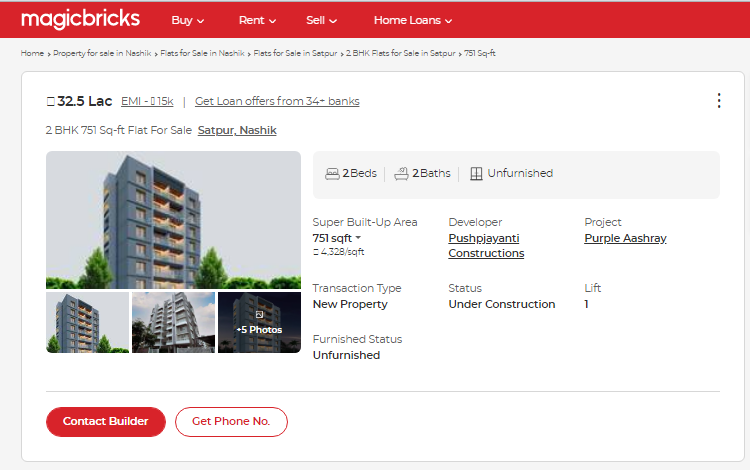 magicbricks
Buy Rent Sell Home Loans
Home Property for sale in Nashik Flats for Sale in Nashik Flats for Sale in Satpur 2 BHK Flats for Sale in Satpur 751 Sq-ft
32.5 Lac EMI - 15k | Get Loan offers from 34+ banks
2 BHK 751 Sq-ft Flat For Sale Satpur, Nashik
2 Beds 2 Baths Unfurnished
Super Built-Up Area Developer Project
751 sqft Pushpjayanti Purple Aashray
4,328/sqft Constructions
Transaction Type Status Lift
New Property Under Construction 1
+5 Photos
Furnished Status
Unfurnished
Contact Builder Get Phone No.